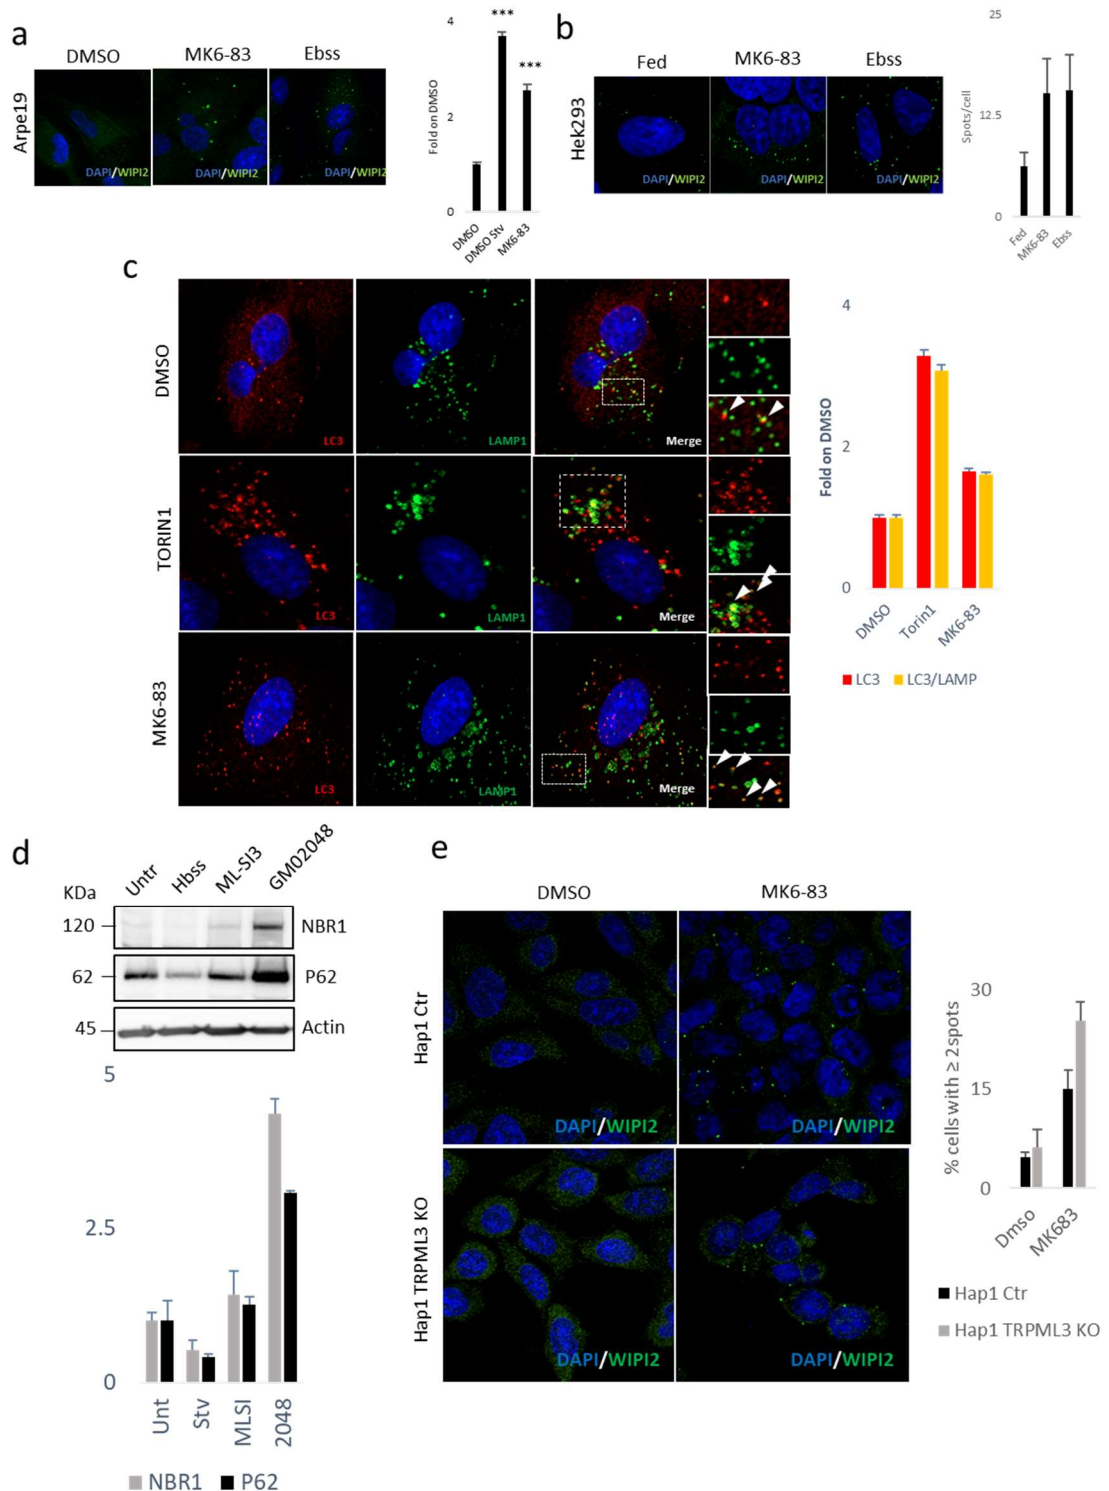 a
DMSO
MK6-83
Ebss
Arpe19
DAPI/WIPI2
DAPI/WIPI2
DAPI/WIPI2
4
***
***
2
0
Fold on DMSO
DMSO
DMSO Stv
MK6-83
b
Fed
MK6-83
Ebss
Hek293
DAPI/WIPI2
DAPI/WIPI2
DAPI/WIPI2
25
12.5
0
Spots/cell
Fed
MK6-83
Ebss
c
DMSO
LC3
LAMP1
Merge
TORIN1
LC3
LAMP1
Merge
MK6-83
LC3
LAMP1
Merge
4
2
0
Fold on DMSO
DMSO
Torin1
MK6-83
LC3
LC3/LAMP
d
Untr
Hbss
ML-SI3
GM02048
KDa
120
NBR1
62
P62
45
Actin
5
2.5
0
Unt
Stv
MLSI
2048
NBR1
P62
e
DMSO
MK6-83
Hap1 Ctr
DAPI/WIPI2
DAPI/WIPI2
Hap1 TRPML3 KO
DAPI/WIPI2
DAPI/WIPI2
30
15
0
% cells with ≥ 2spots
Dmso
MK683
Hap1 Ctr
Hap1 TRPML3 KO